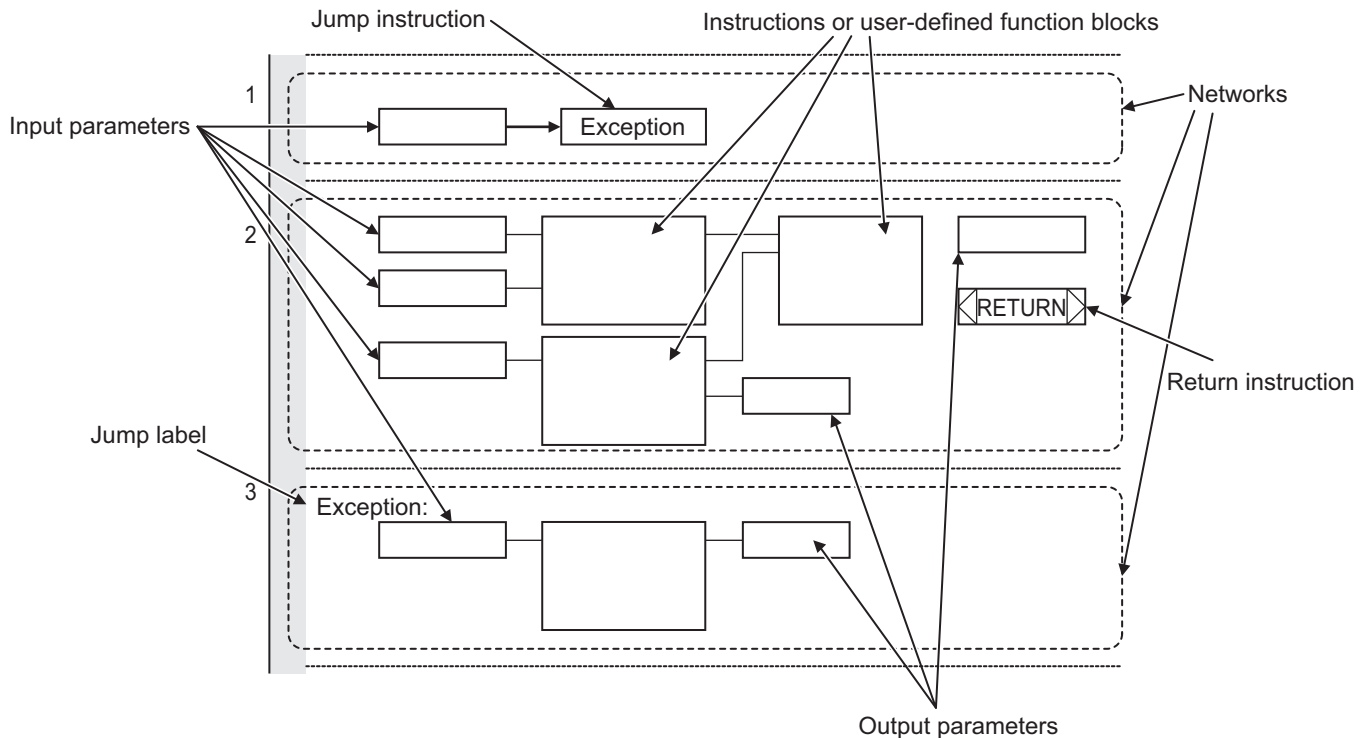 Jump instruction
Instructions or user-defined function blocks
1
Networks
Input parameters
Exception
2
RETURN
Return instruction
Jump label
3
Exception:
Output parameters